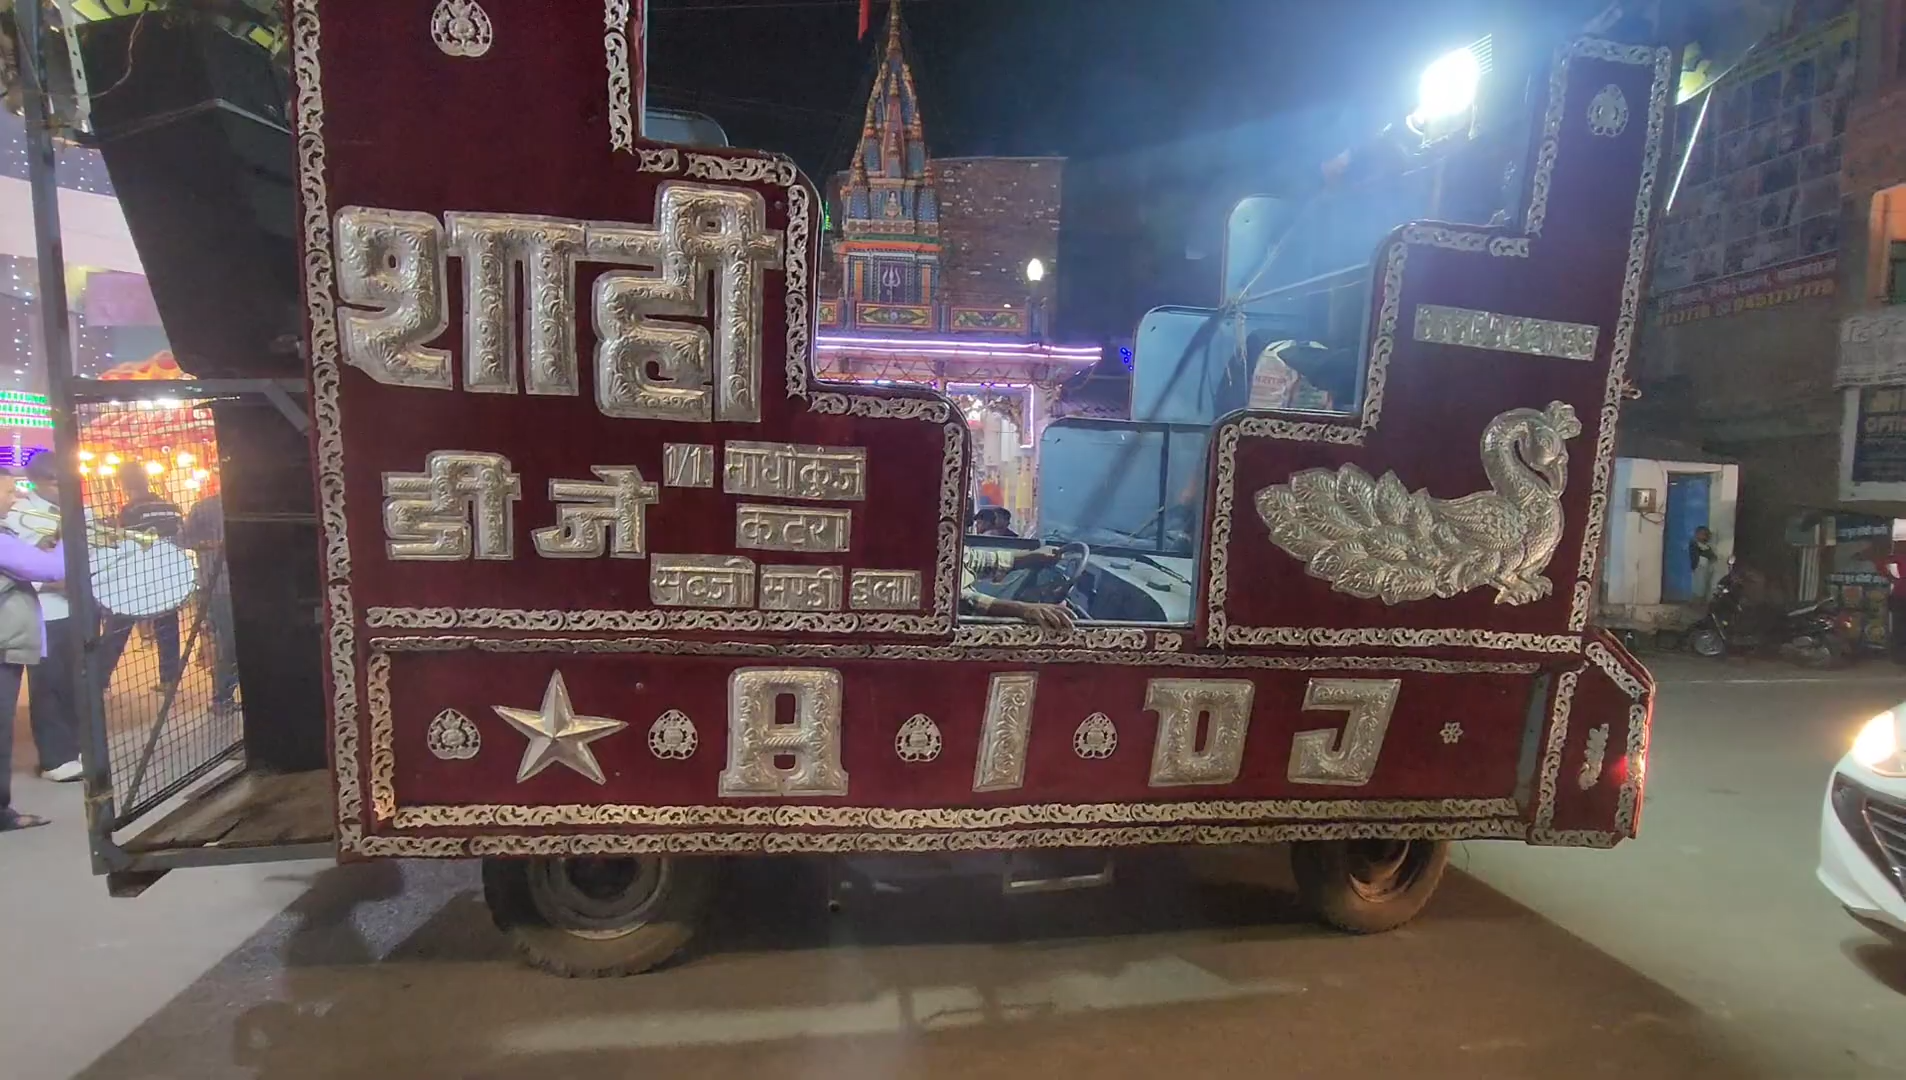 शाही
डी जे
1/1. माधोकुंज
कटरा
सब्जी मण्डी इला.
A 1 DJ